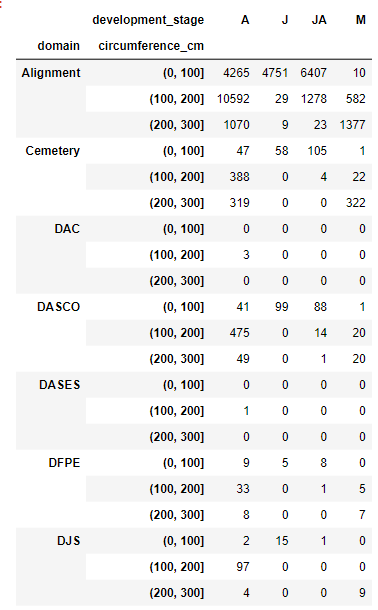 :
development_stage A J JA M
domain circumference_cm
Alignment (0, 100] 4265 4751 6407 10
(100, 200] 10592 29 1278 582
(200, 300] 1070 9 23 1377
Cemetery (0, 100] 47 58 105 1
(100, 200] 388 0 4 22
(200, 300] 319 0 0 322
DAC (0, 100] 0 0 0 0
(100, 200] 3 0 0 0
(200, 300] 0 0 0 0
DASCO (0, 100] 41 99 88 1
(100, 200] 475 0 14 20
(200, 300] 49 0 1 20
DASES (0, 100] 0 0 0 0
(100, 200] 1 0 0 0
(200, 300] 0 0 0 0
DFPE (0, 100] 9 5 8 0
(100, 200] 33 0 1 5
(200, 300] 8 0 0 7
DJS (0, 100] 2 15 1 0
(100, 200] 97 0 0 0
(200, 300] 4 0 0 9